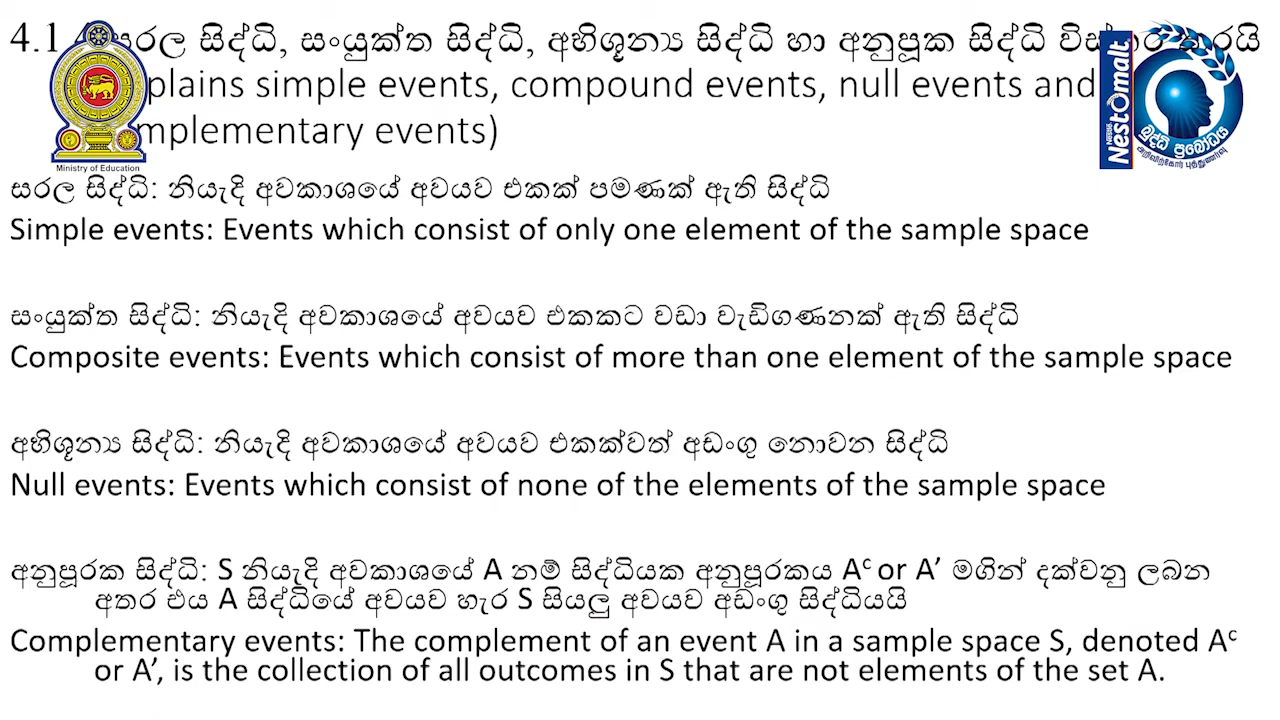 4.1.4 සරල සිද්ධි, සංයුක්ත සිද්ධි, අභිශූන්‍ය සිද්ධි හා අනුපූක සිද්ධි
plains simple events, compound events, null events and
mplementary events)
Ministry of Education
Nestlé
Nestomalt
බුද්ධි ප්‍රබෝධය
சுறிவிற்கோர் புத்துணர்வு
සරල සිද්ධි: නියැදි අවකාශයේ අවයව එකක් පමණක් ඇති සිද්ධි
Simple events: Events which consist of only one element of the sample space
සංයුක්ත සිද්ධි: නියැදි අවකාශයේ අවයව එකකට වඩා වැඩිගණනක් ඇති සිද්ධි
Composite events: Events which consist of more than one element of the sample space
අභිශූන්‍ය සිද්ධි: නියැදි අවකාශයේ අවයව එකක්වත් අඩංගු නොවන සිද්ධි
Null events: Events which consist of none of the elements of the sample space
අනුපූරක සිද්ධි: S නියැදි අවකාශයේ A නම් සිද්ධියක අනුපූරකය Aᶜ or A’ මගින් දක්වනු ලබන
අතර එය A සිද්ධියේ අවයව හැර S සියලු අවයව අඩංගු සිද්ධියයි
Complementary events: The complement of an event A in a sample space S, denoted Aᶜ
or A’, is the collection of all outcomes in S that are not elements of the set A.